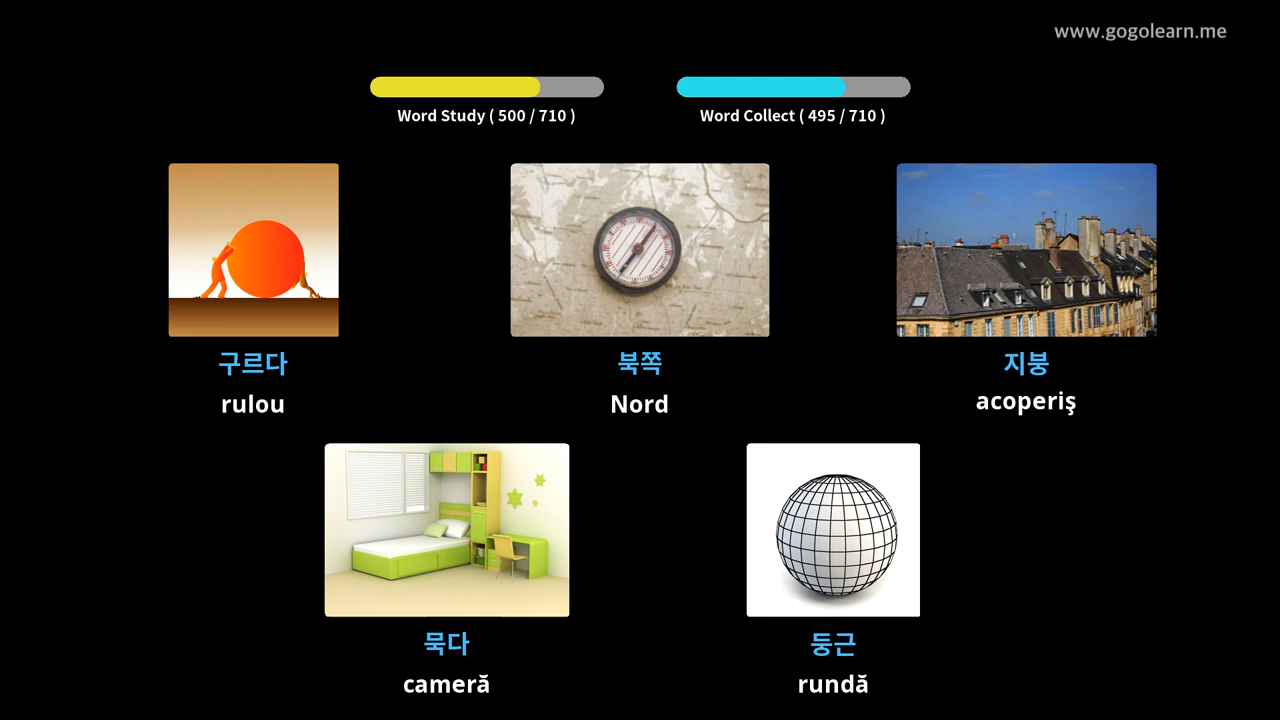 www.gogolearn.me
Word Study ( 500 / 710 )
Word Collect ( 495 / 710 )
구르다
rulou
북쪽
Nord
지붕
acoperiş
묵다
cameră
둥근
rundă